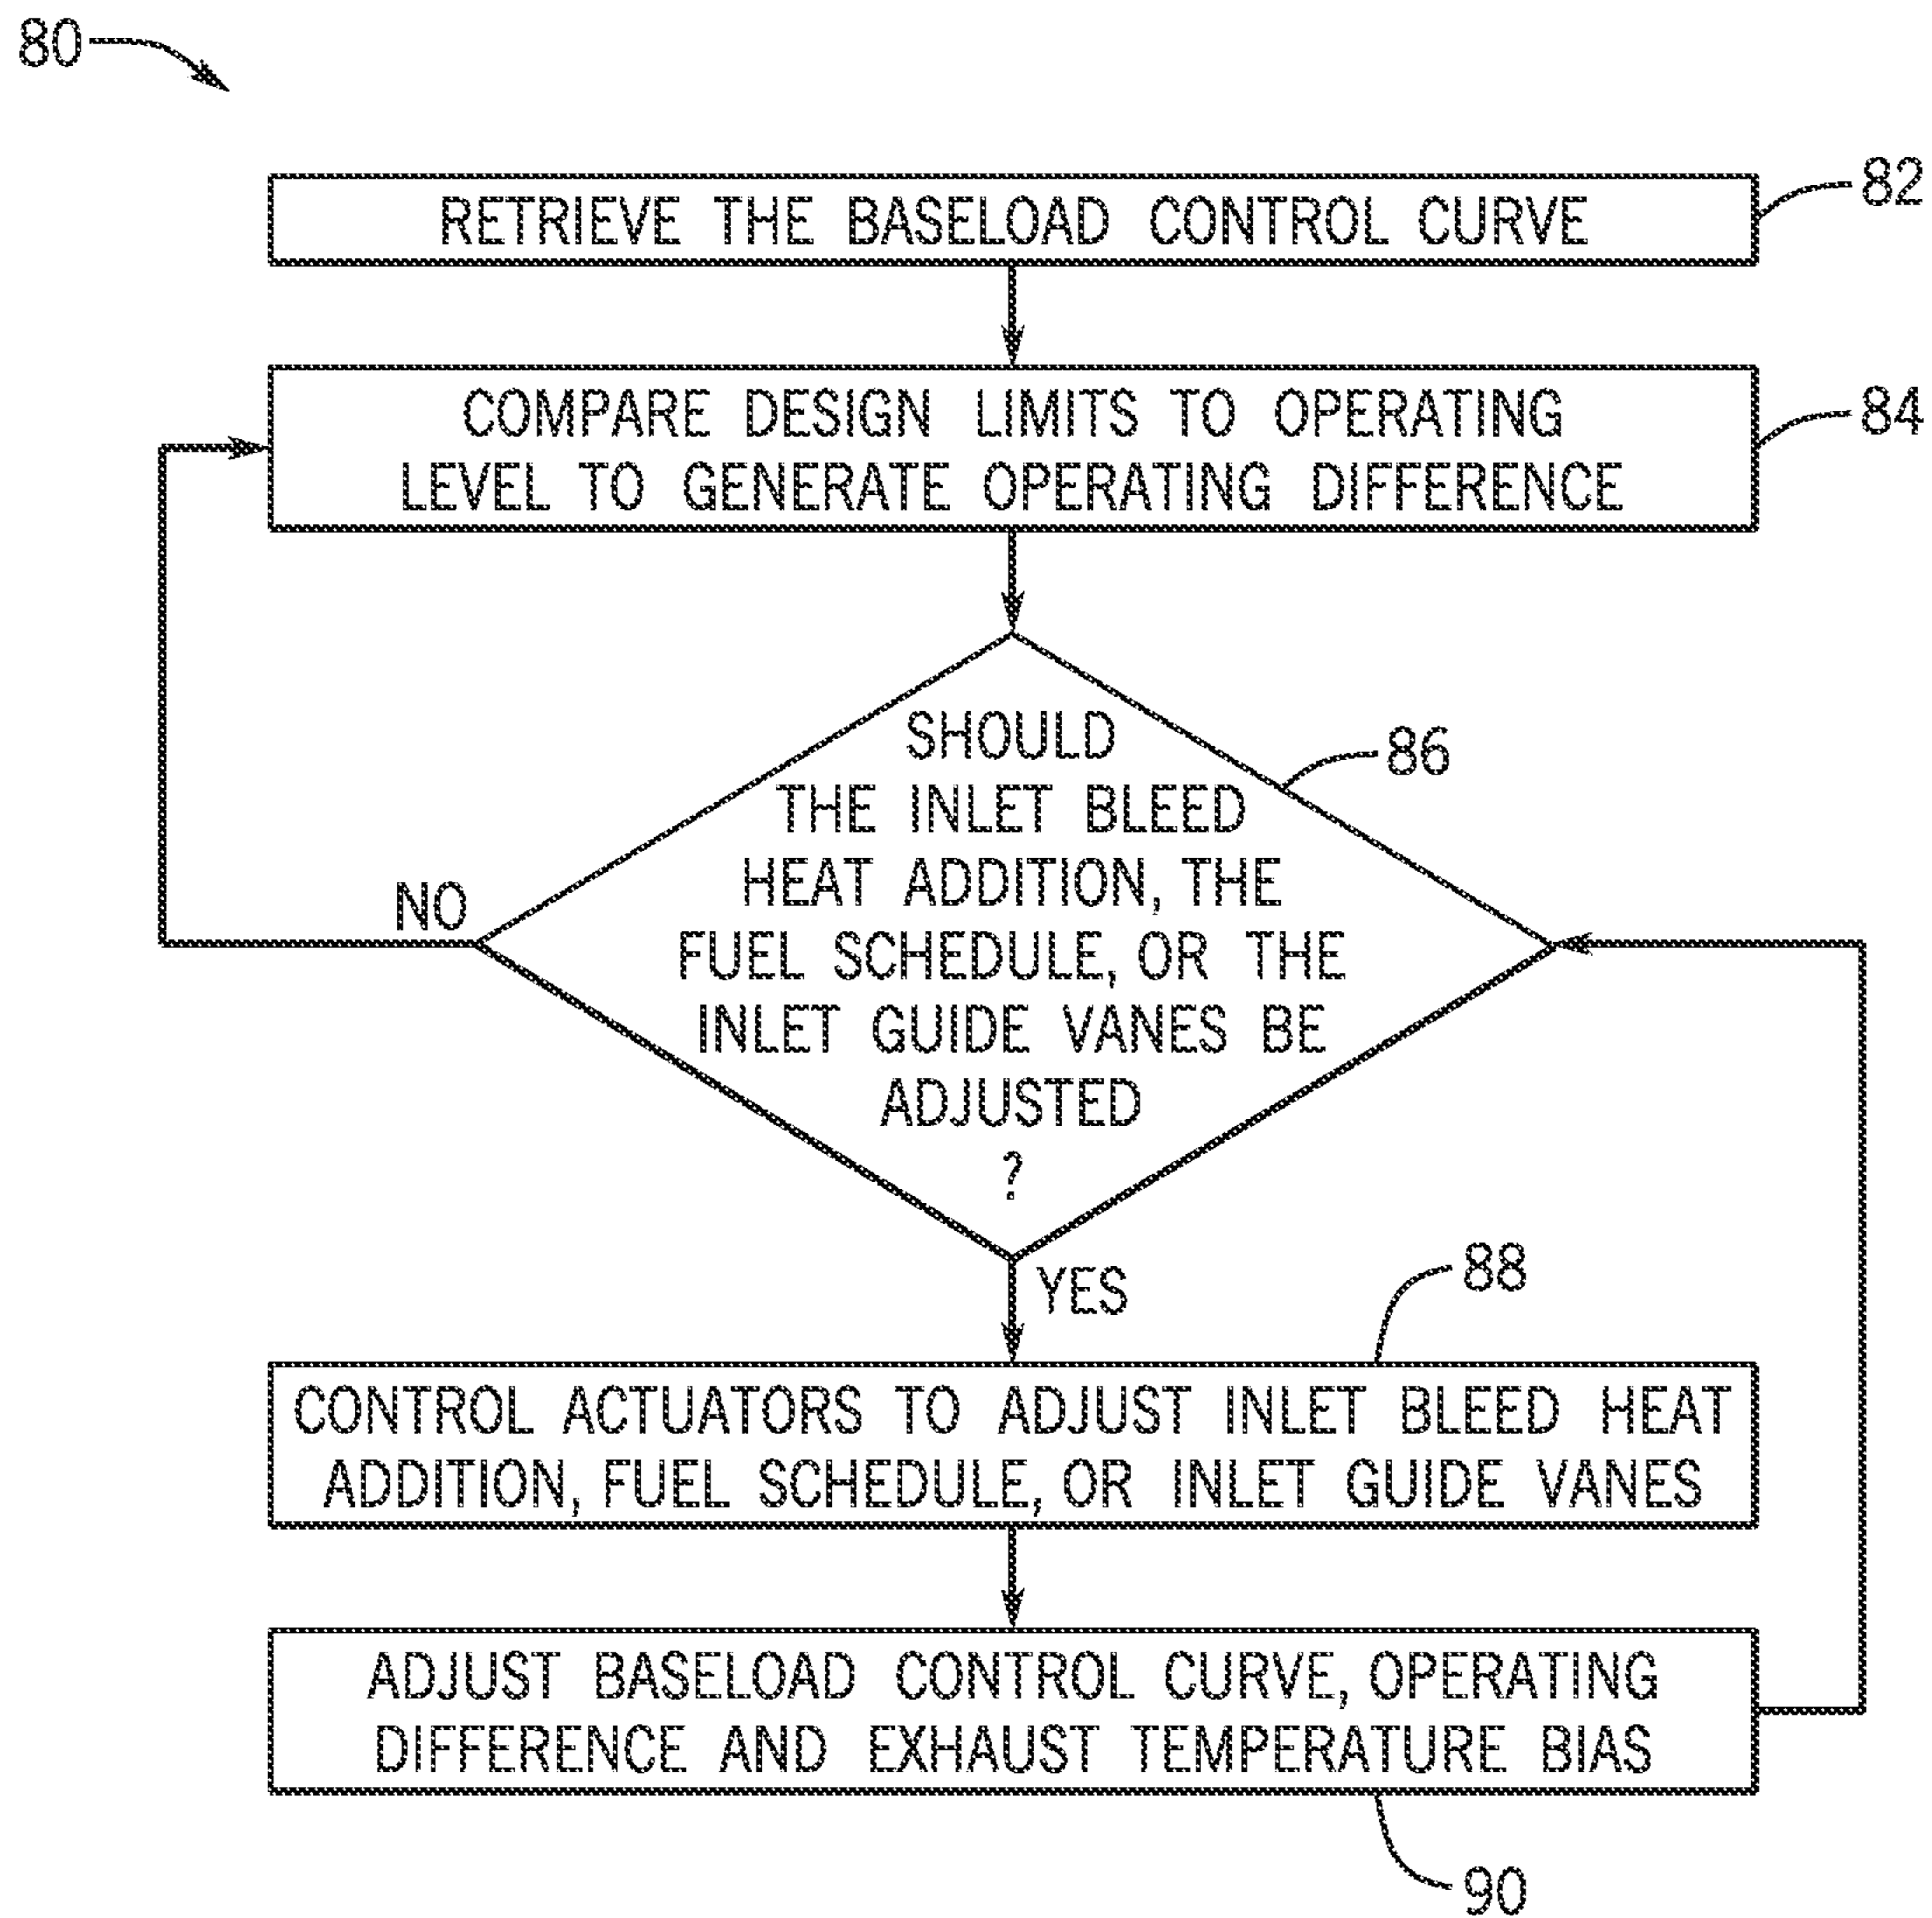 80
RETRIEVE THE BASELOAD CONTROL CURVE
82
COMPARE DESIGN LIMITS TO OPERATING
LEVEL TO GENERATE OPERATING DIFFERENCE
84
SHOULD
THE INLET BLEED
HEAT ADDITION, THE
FUEL SCHEDULE, OR THE
INLET GUIDE VANES BE
ADJUSTED
?
86
NO
YES
88
CONTROL ACTUATORS TO ADJUST INLET BLEED HEAT
ADDITION, FUEL SCHEDULE, OR INLET GUIDE VANES
ADJUST BASELOAD CONTROL CURVE, OPERATING
DIFFERENCE AND EXHAUST TEMPERATURE BIAS
90